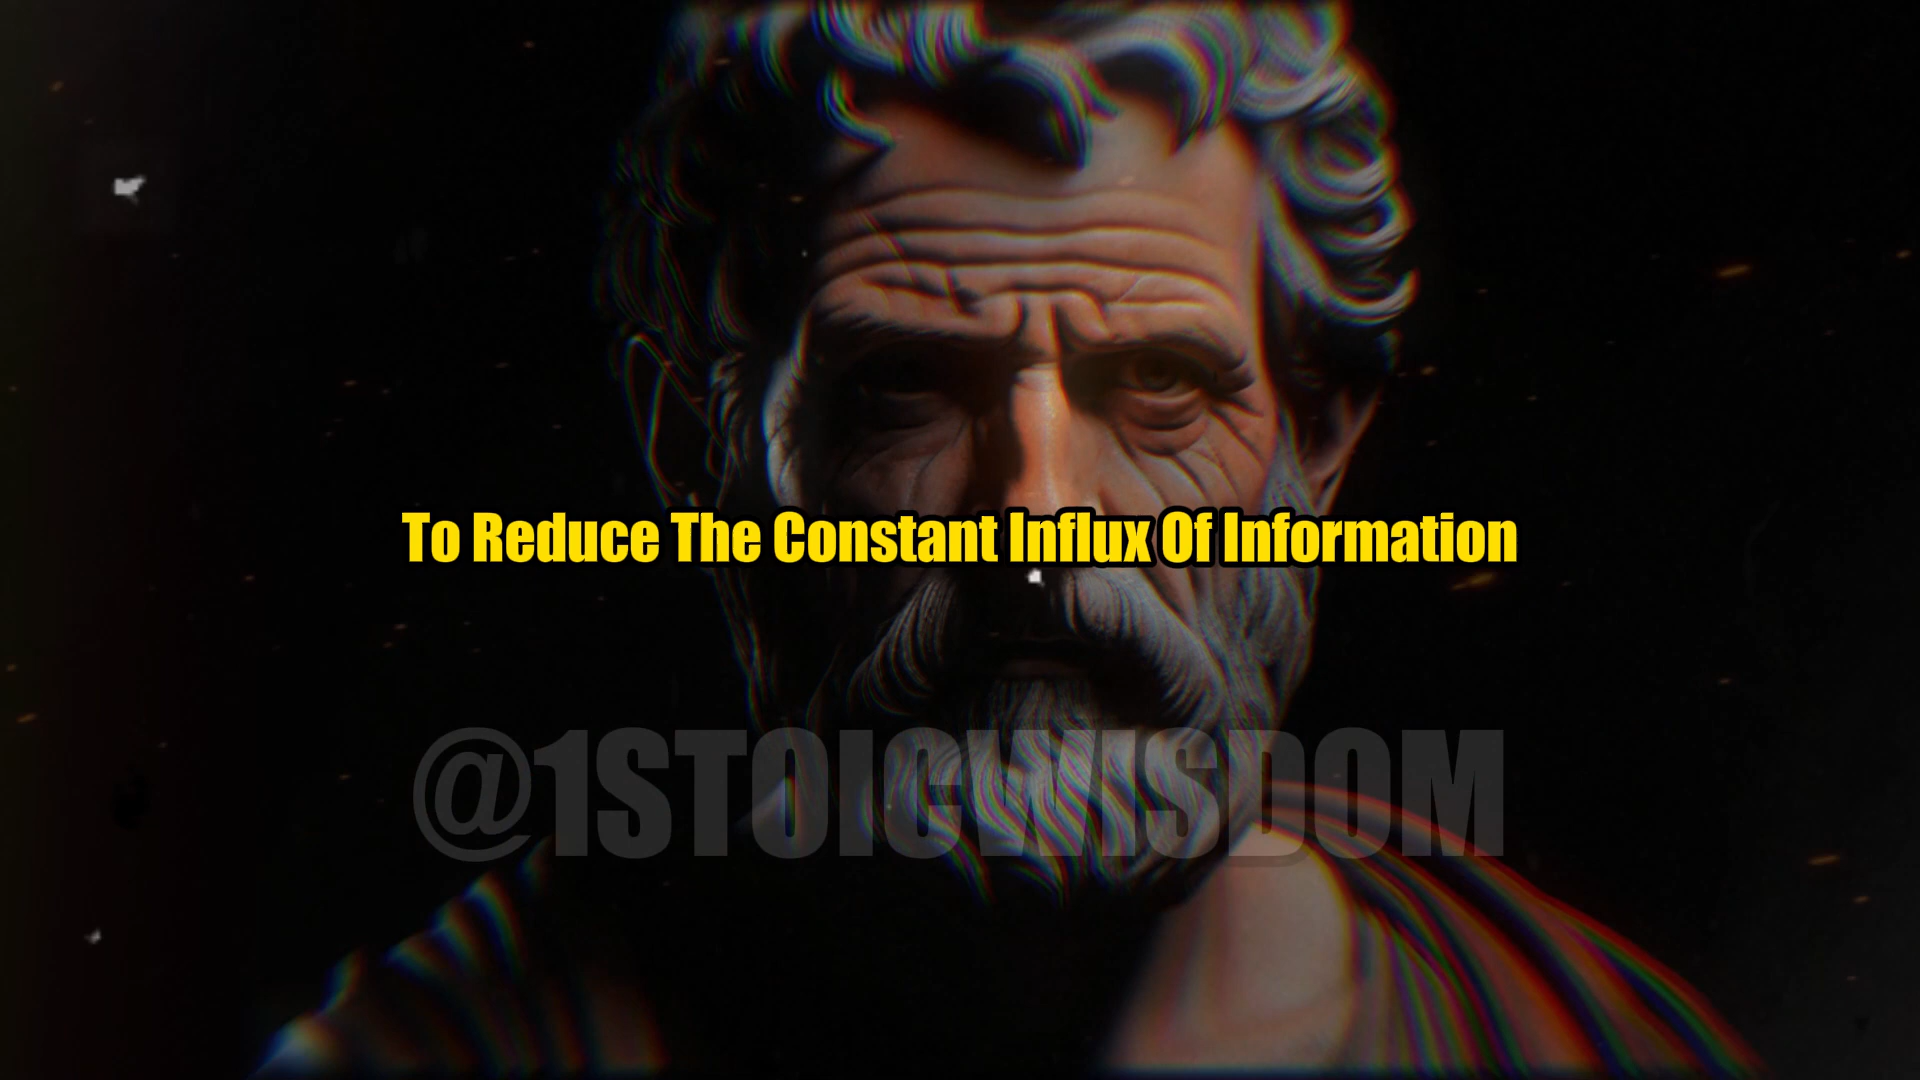 To Reduce The Constant Influx Of Information
@1STOICWISDOM